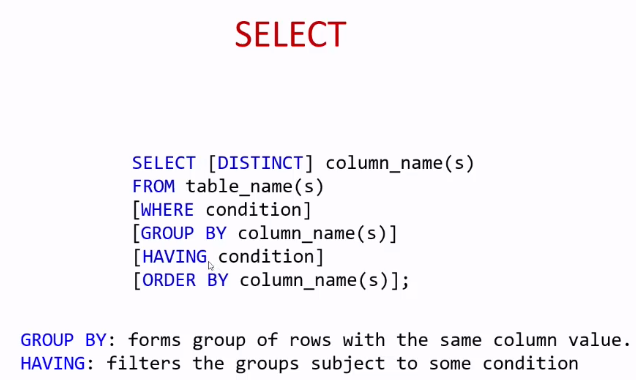 SELECT
SELECT [DISTINCT] column_name(s)
FROM table_name(s)
[WHERE condition]
[GROUP BY column_name(s)]
[HAVING condition]
[ORDER BY column_name(s)];
GROUP BY: forms group of rows with the same column value.
HAVING: filters the groups subject to some condition